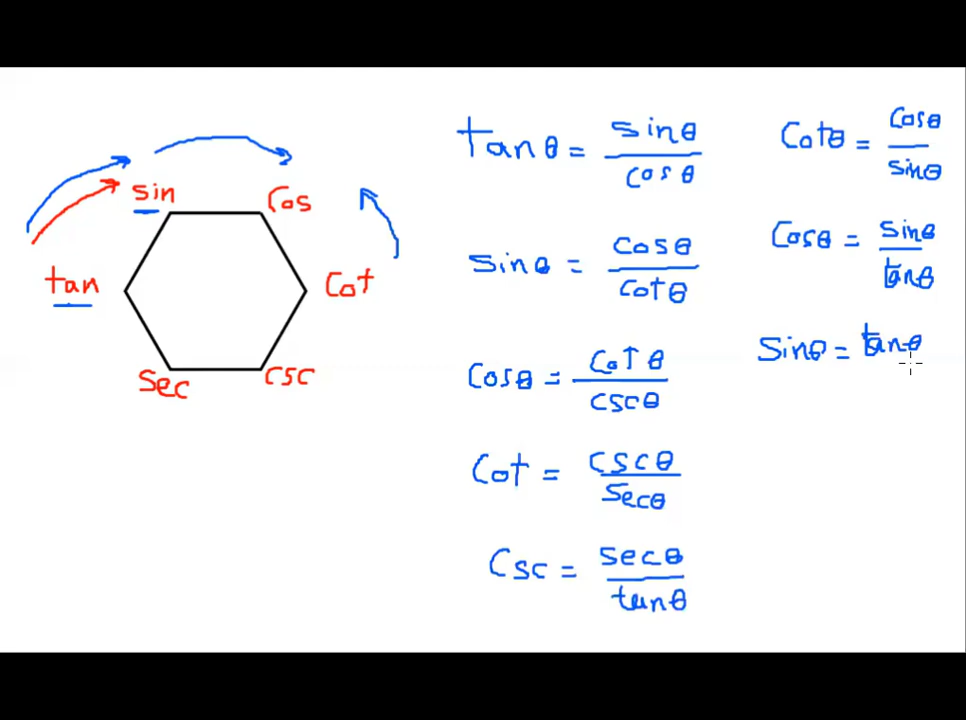 sin
Cos
tan
Cot
Sec
CSC
tanθ = sinθ / cosθ
sinθ = cosθ / cotθ
Cosθ = CoTθ / cscθ
Cot = cscθ / Secθ
Csc = secθ / tanθ
Cotθ = Cosθ / sinθ
Cosθ = sinθ / tanθ
Sinθ = tanθ